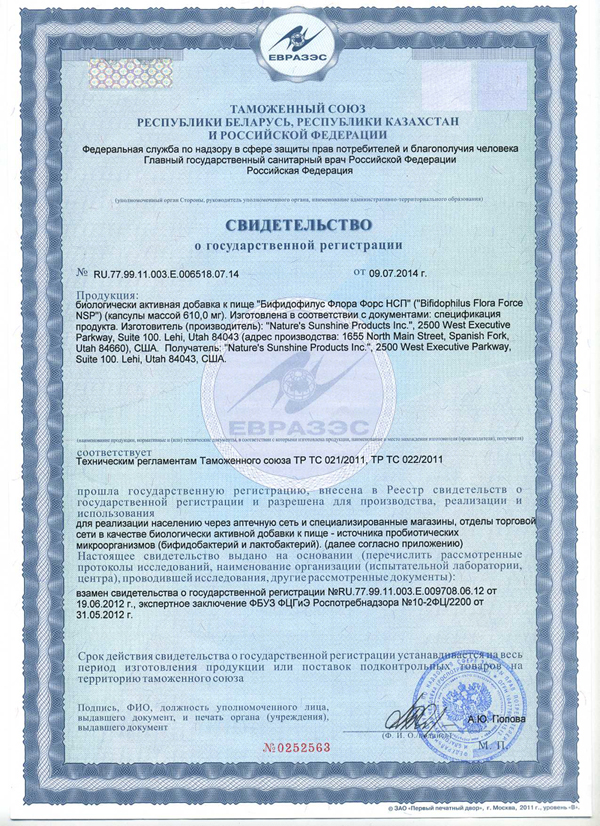 ЕВРАЗЭС
ТАМОЖЕННЫЙ СОЮЗ
РЕСПУБЛИКИ БЕЛАРУСЬ, РЕСПУБЛИКИ КАЗАХСТАН
И РОССИЙСКОЙ ФЕДЕРАЦИИ
Федеральная служба по надзору в сфере защиты прав потребителей и благополучия человека
Главный государственный санитарный врач Российской Федерации
Российская Федерация
(уполномоченный орган Стороны, руководитель уполномоченного органа, наименование административно-территориального образования)
СВИДЕТЕЛЬСТВО
о государственной регистрации
№ RU.77.99.11.003.Е.006518.07.14 от 09.07.2014 г.
Продукция:
биологически активная добавка к пище "Бифидофилус Флора Форс НСП" ("Bifidophilus Flora Force
NSP") (капсулы массой 610,0 мг). Изготовлена в соответствии с документами: спецификация
продукта. Изготовитель (производитель): "Nature's Sunshine Products Inc.", 2500 West Executive
Parkway, Suite 100. Lehi, Utah 84043 (адрес производства: 1655 North Main Street, Spanish Fork,
Utah 84660), США. Получатель: "Nature's Sunshine Products Inc.", 2500 West Executive Parkway,
Suite 100. Lehi, Utah 84043, США.
ЕВРАЗЭС
(наименование продукции, нормативные и (или) технические документы, в соответствии с которыми изготовлена продукция, наименование и место нахождения изготовителя (производителя), получателя)
соответствует
Техническим регламентам Таможенного союза ТР ТС 021/2011, ТР ТС 022/2011
прошла государственную регистрацию, внесена в Реестр свидетельств о
государственной регистрации и разрешена для производства, реализации и
использования
для реализации населению через аптечную сеть и специализированные магазины, отделы торговой
сети в качестве биологически активной добавки к пище - источника пробиотических
микроорганизмов (бифидобактерий и лактобактерий). (далее согласно приложению)
Настоящее свидетельство выдано на основании (перечислить рассмотренные
протоколы исследований, наименование организации (испытательной лаборатории,
центра), проводившей исследования, другие рассмотренные документы):
взамен свидетельства о государственной регистрации №RU.77.99.11.003.Е.009708.06.12 от
19.06.2012 г., экспертное заключение ФБУЗ ФЦГиЭ Роспотребнадзора №10-2ФЦ/2200 от
31.05.2012 г.
Срок действия свидетельства о государственной регистрации устанавливается на весь
период изготовления продукции или поставок подконтрольных товаров на
территорию таможенного союза
Подпись, ФИО, должность уполномоченного лица,
выдавшего документ, и печать органа (учреждения),
выдавшего документ
А.Ю. Попова
(Ф. И. О./
М. П.
№0252563
© ЗАО «Первый печатный двор», г. Москва, 2011 г., уровень «В».